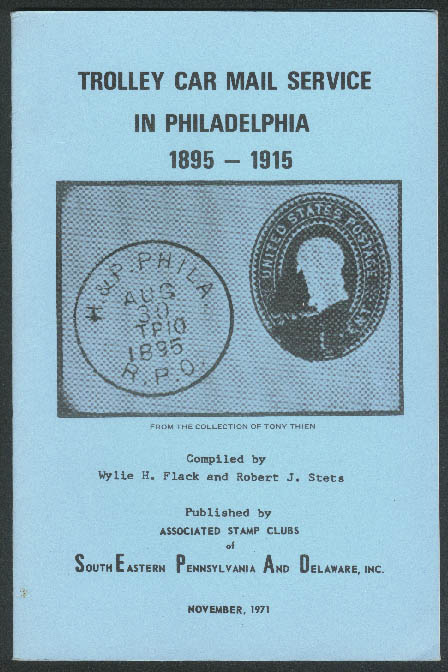 TROLLEY CAR MAIL SERVICE
IN PHILADELPHIA
1895 — 1915
H. & P. PHILA.
AUG
30
TP10
1895
R.P.O.
UNITED STATES POSTAGE
FROM THE COLLECTION OF TONY THIEN
Compiled by
Wylie H. Flack and Robert J. Stets
Published by
ASSOCIATED STAMP CLUBS
of
SOUTHEASTERN PENNSYLVANIA AND DELAWARE, INC.
NOVEMBER, 1971